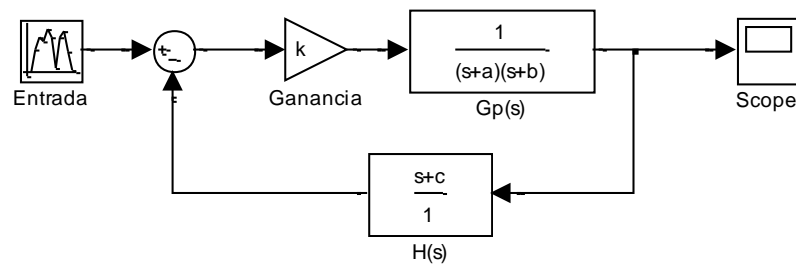 Entrada
+
-
k
Ganancia
1
(s+a)(s+b)
Gp(s)
Scope
s+c
1
H(s)